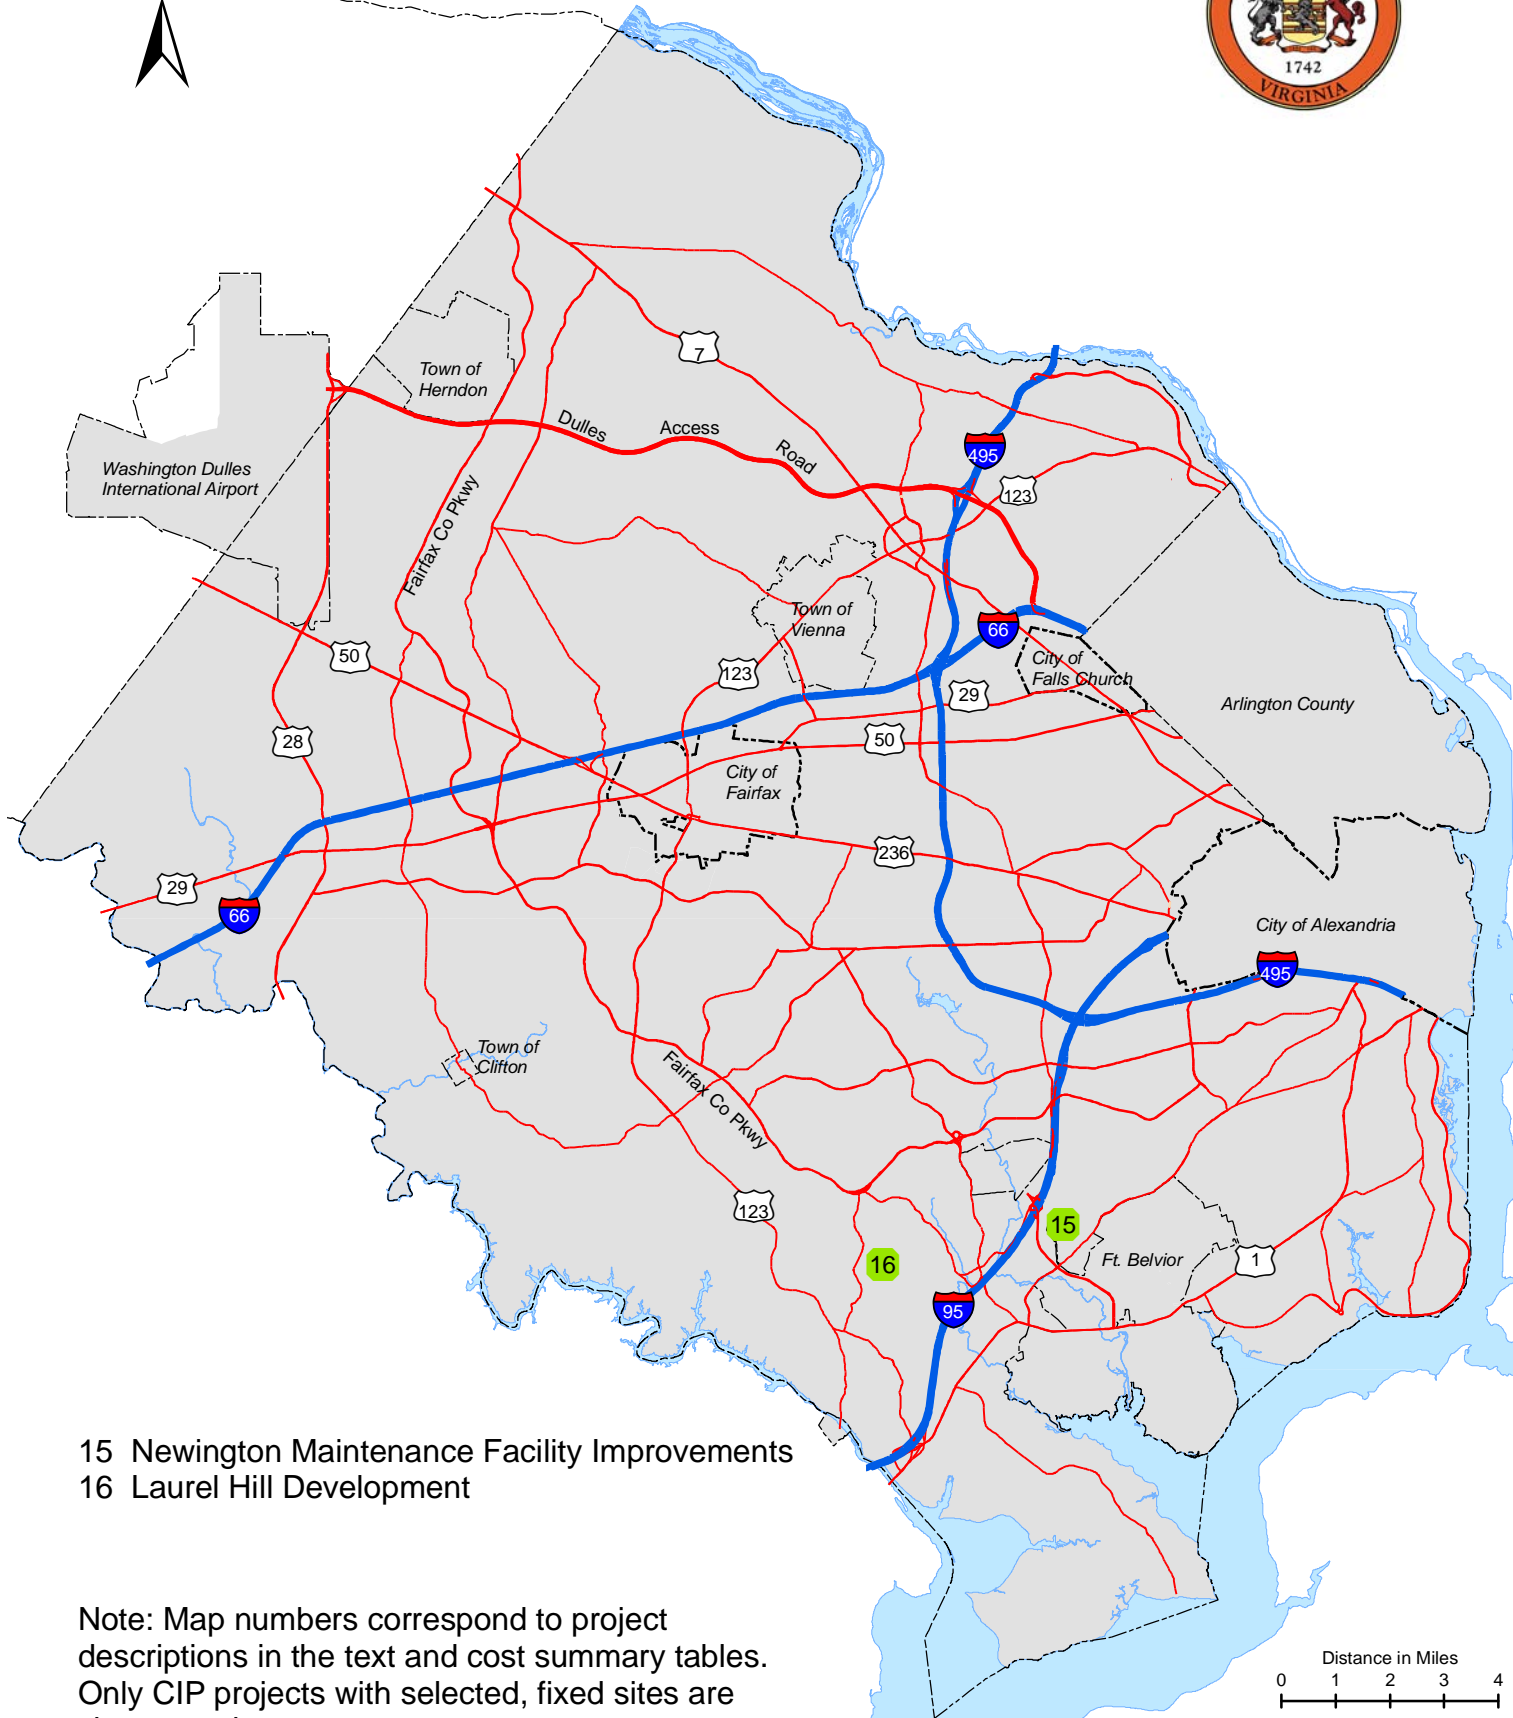 1742
VIRGINIA
7
Town of
Herndon
Dulles
Access
Road
495
123
Washington Dulles
International Airport
Fairfax Co Pkwy
Town of
Vienna
66
50
123
City of
Falls Church
29
Arlington County
28
50
City of
Fairfax
236
29
66
City of Alexandria
495
Town of
Clifton
Fairfax Co Pkwy
123
15
16
Ft. Belvior
1
95
15 Newington Maintenance Facility Improvements
16 Laurel Hill Development
Note: Map numbers correspond to project
descriptions in the text and cost summary tables.
Only CIP projects with selected, fixed sites are
Distance in Miles
0 1 2 3 4